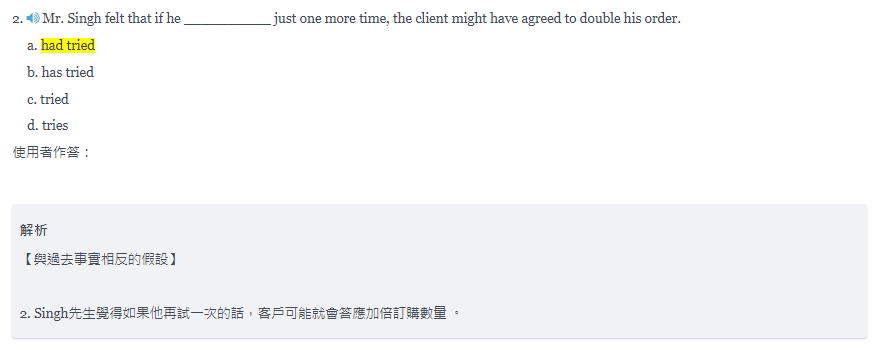 2. Mr. Singh felt that if he ____________ just one more time, the client might have agreed to double his order.
a. had tried
b. has tried
c. tried
d. tries
使用者作答：
解析
【與過去事實相反的假設】
2. Singh先生覺得如果他再試一次的話，客戶可能就會答應加倍訂購數量 。